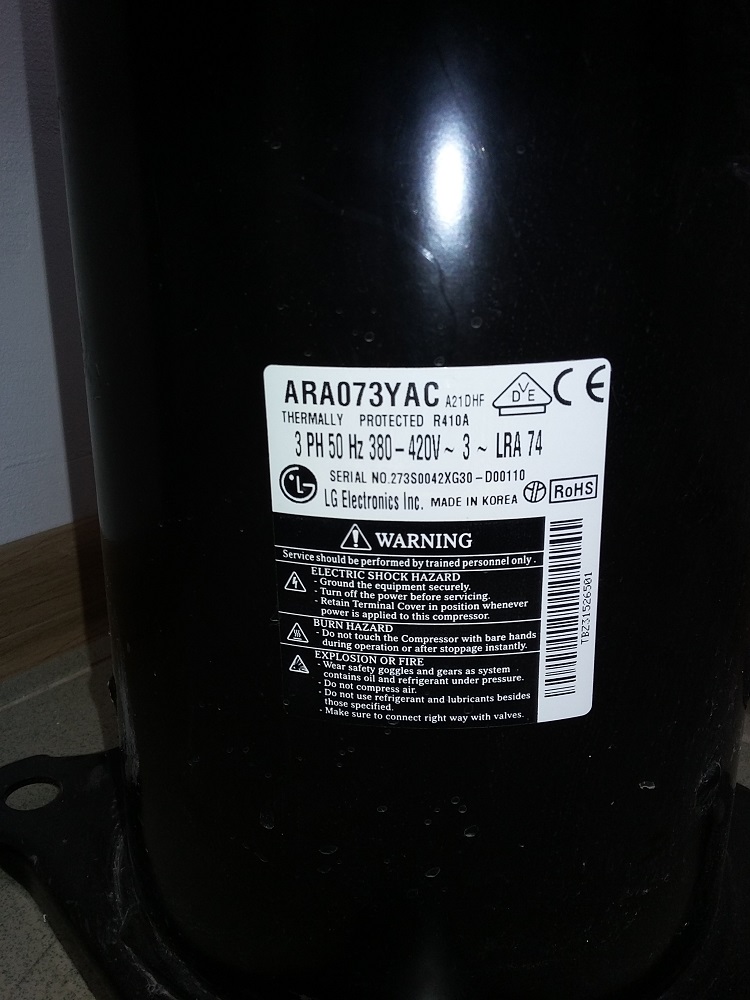 ARA073YAC A21DHF
VDE CE
THERMALLY PROTECTED R410A
3 PH 50 Hz 380-420V ~ 3 ~ LRA 74
LG SERIAL NO.273S0042XG30-D00110
LG Electronics Inc. MADE IN KOREA RoHS
WARNING
Service should be performed by trained personnel only.
ELECTRIC SHOCK HAZARD
- Ground the equipment securely.
- Turn off the power before servicing.
- Retain Terminal Cover in position whenever
power is applied to this compressor.
BURN HAZARD
- Do not touch the Compressor with bare hands
during operation or after stoppage instantly.
EXPLOSION OR FIRE
- Wear safety goggles and gears as system
contains oil and refrigerant under pressure.
- Do not compress air.
- Do not use refrigerant and lubricants besides
those specified.
- Make sure to connect right way with valves.
TBZ31526501